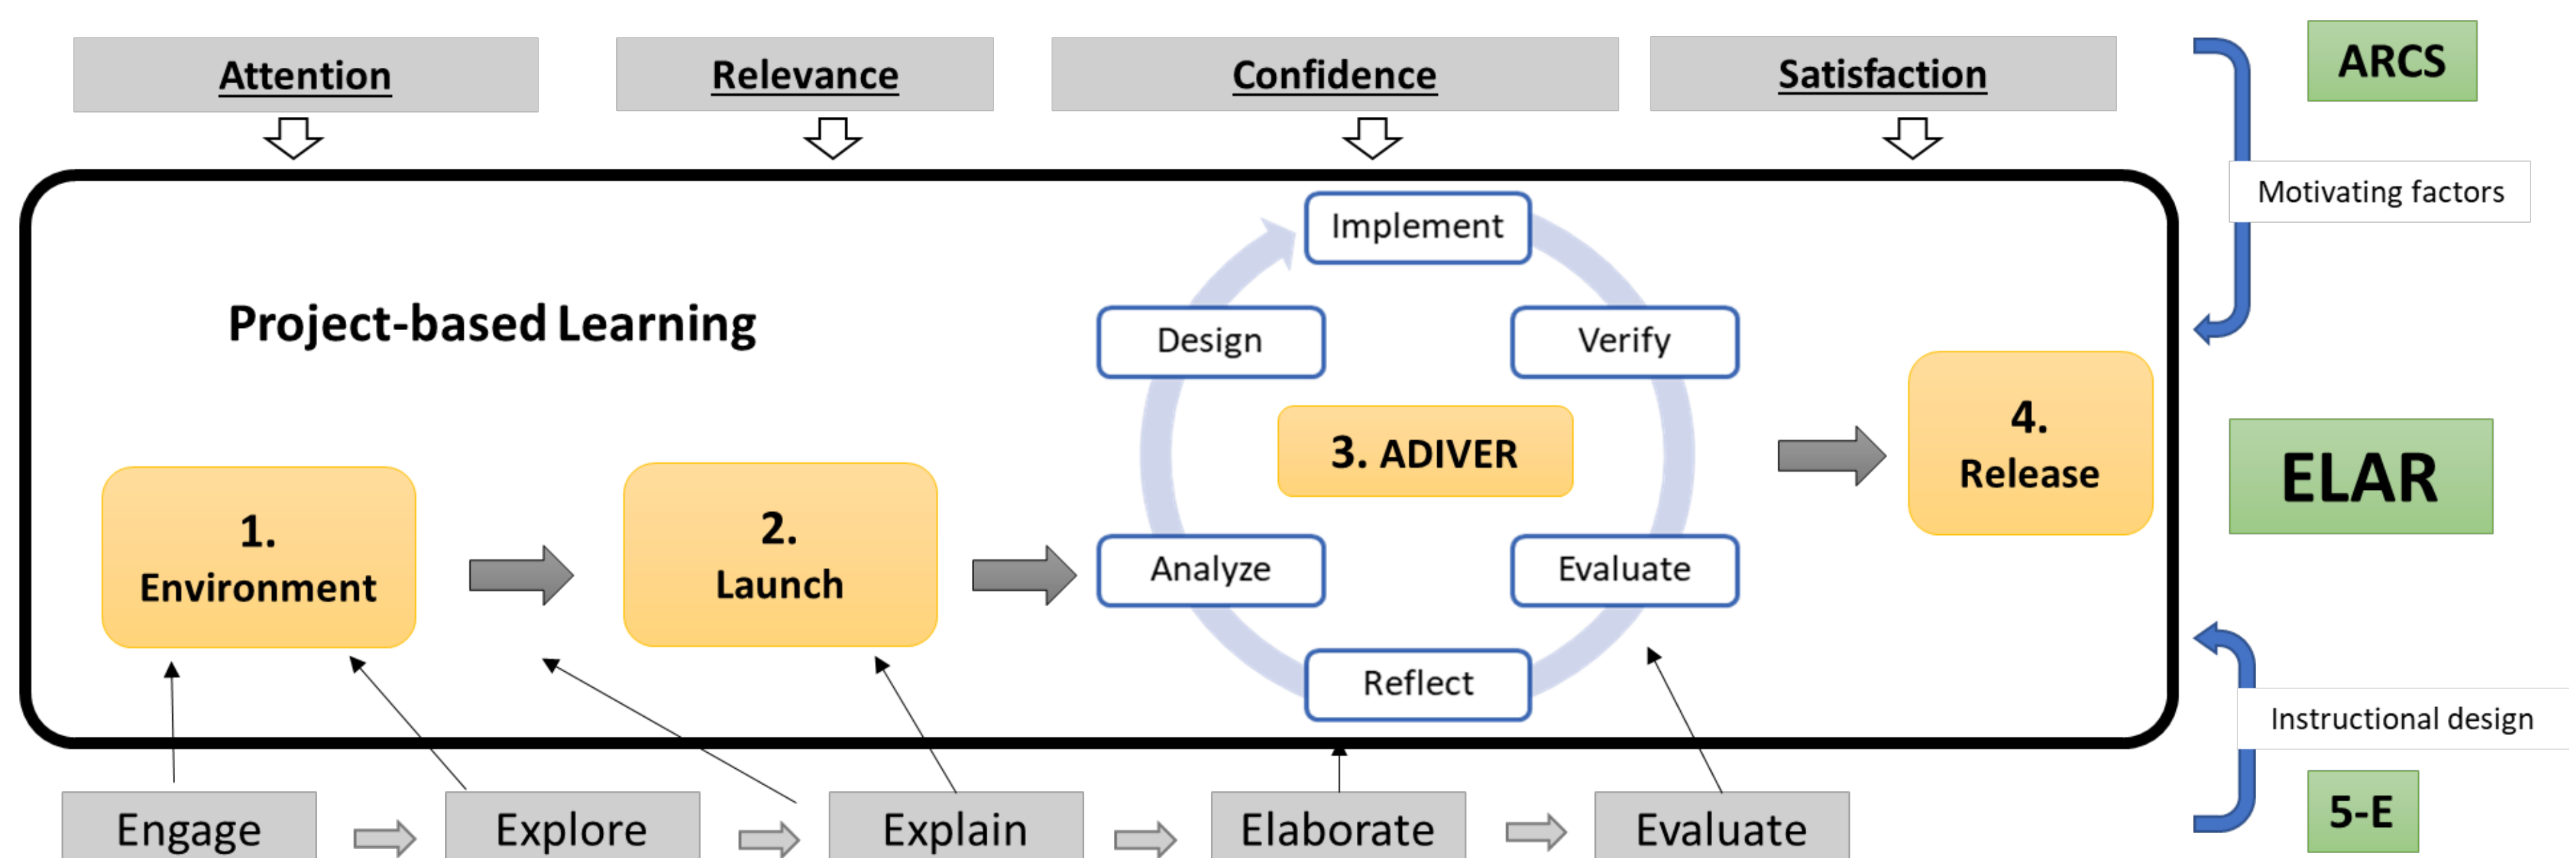 Attention
Relevance
Confidence
Satisfaction
ARCS
Motivating factors
Project-based Learning
Implement
Design
Verify
3. ADIVER
Analyze
Evaluate
Reflect
1.
Environment
2.
Launch
4.
Release
ELAR
Instructional design
5-E
Engage
Explore
Explain
Elaborate
Evaluate